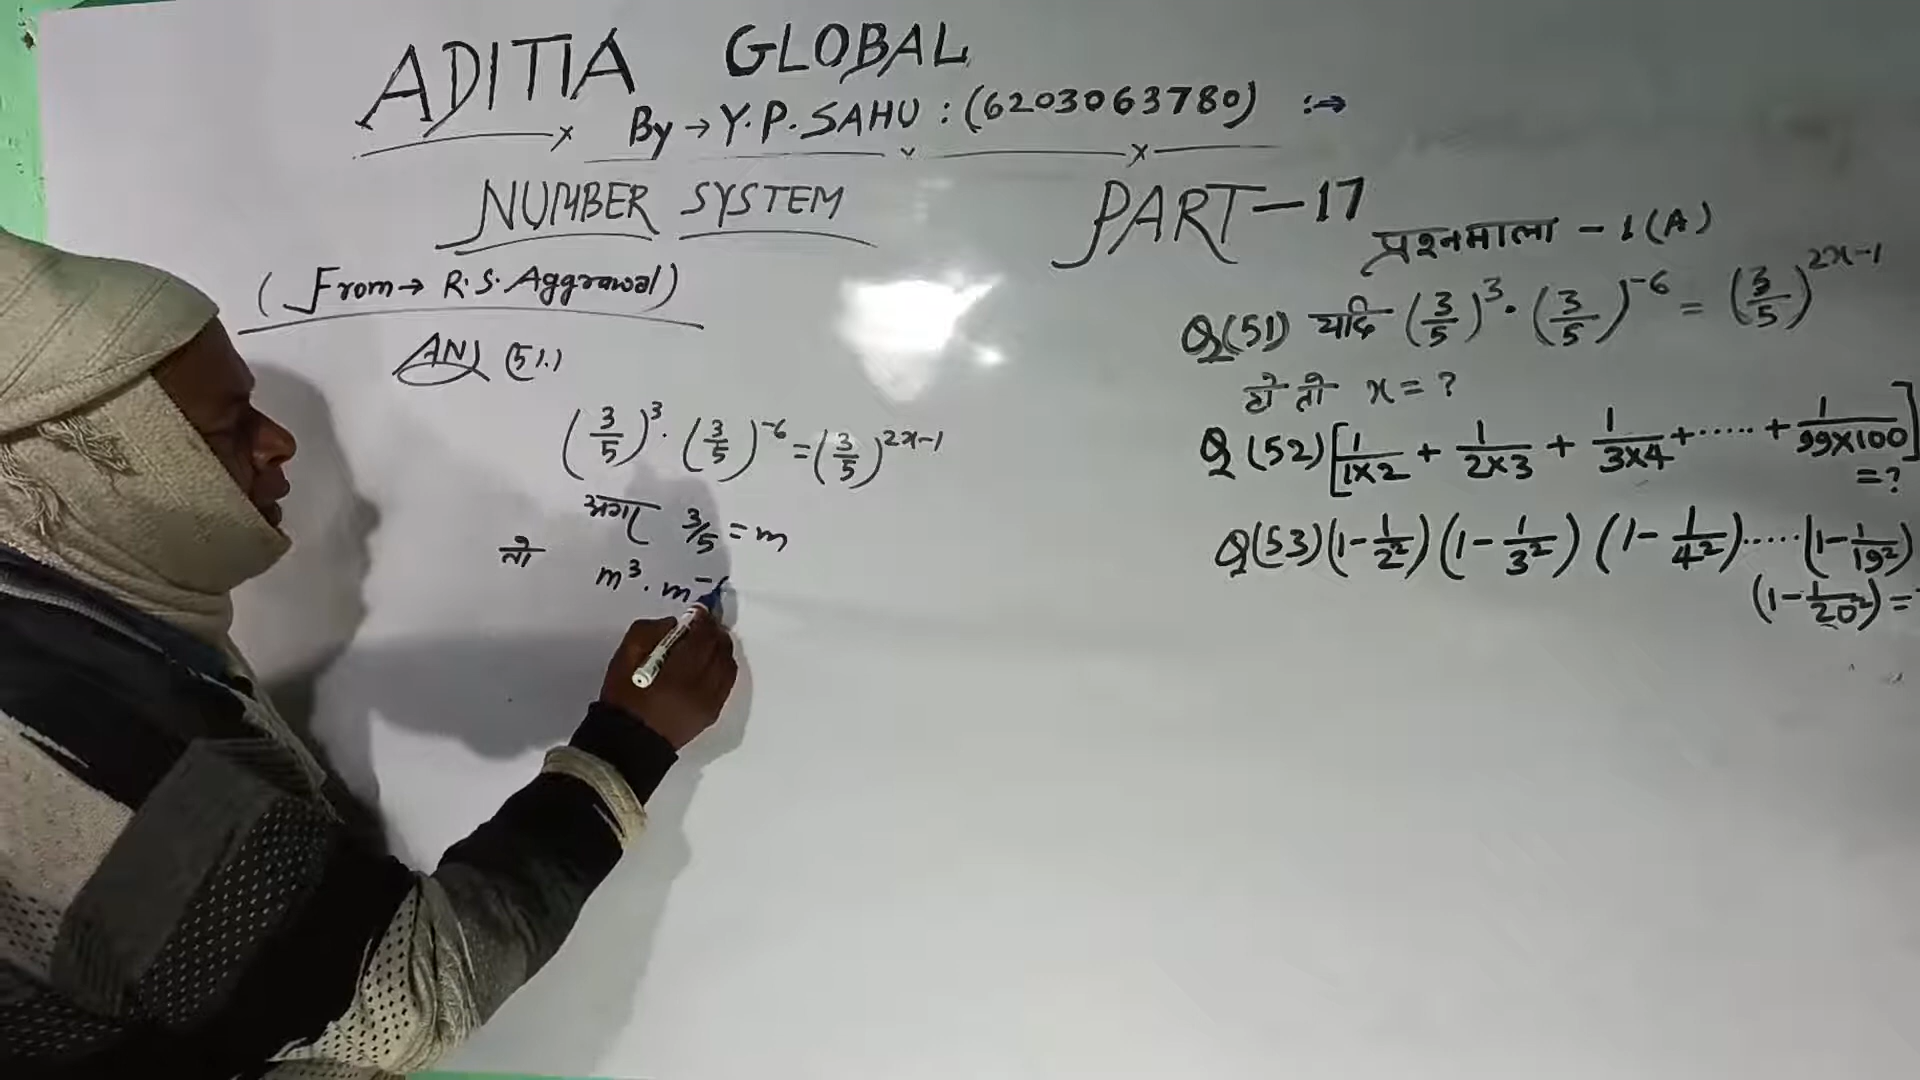 ADITIA GLOBAL
By → Y.P. SAHU : (6203063780) :⇒
NUMBER SYSTEM
PART-17
(From → R.S. Aggrawal)
प्रश्नमाला - 1(A)
ANS (51.)
(3/5)³ · (3/5)⁻⁶ = (3/5)²ˣ⁻¹
अगर 3/5 = m
तो m³ · m⁻
Q(51) यदि (3/5)³ · (3/5)⁻⁶ = (3/5)²ˣ⁻¹
हो तो x = ?
Q(52) [1/1×2 + 1/2×3 + 1/3×4 + ..... + 1/99×100]
= ?
Q(53) (1 - 1/2²) (1 - 1/3²) (1 - 1/4²) ..... (1 - 1/19²)
(1 - 1/20²) =